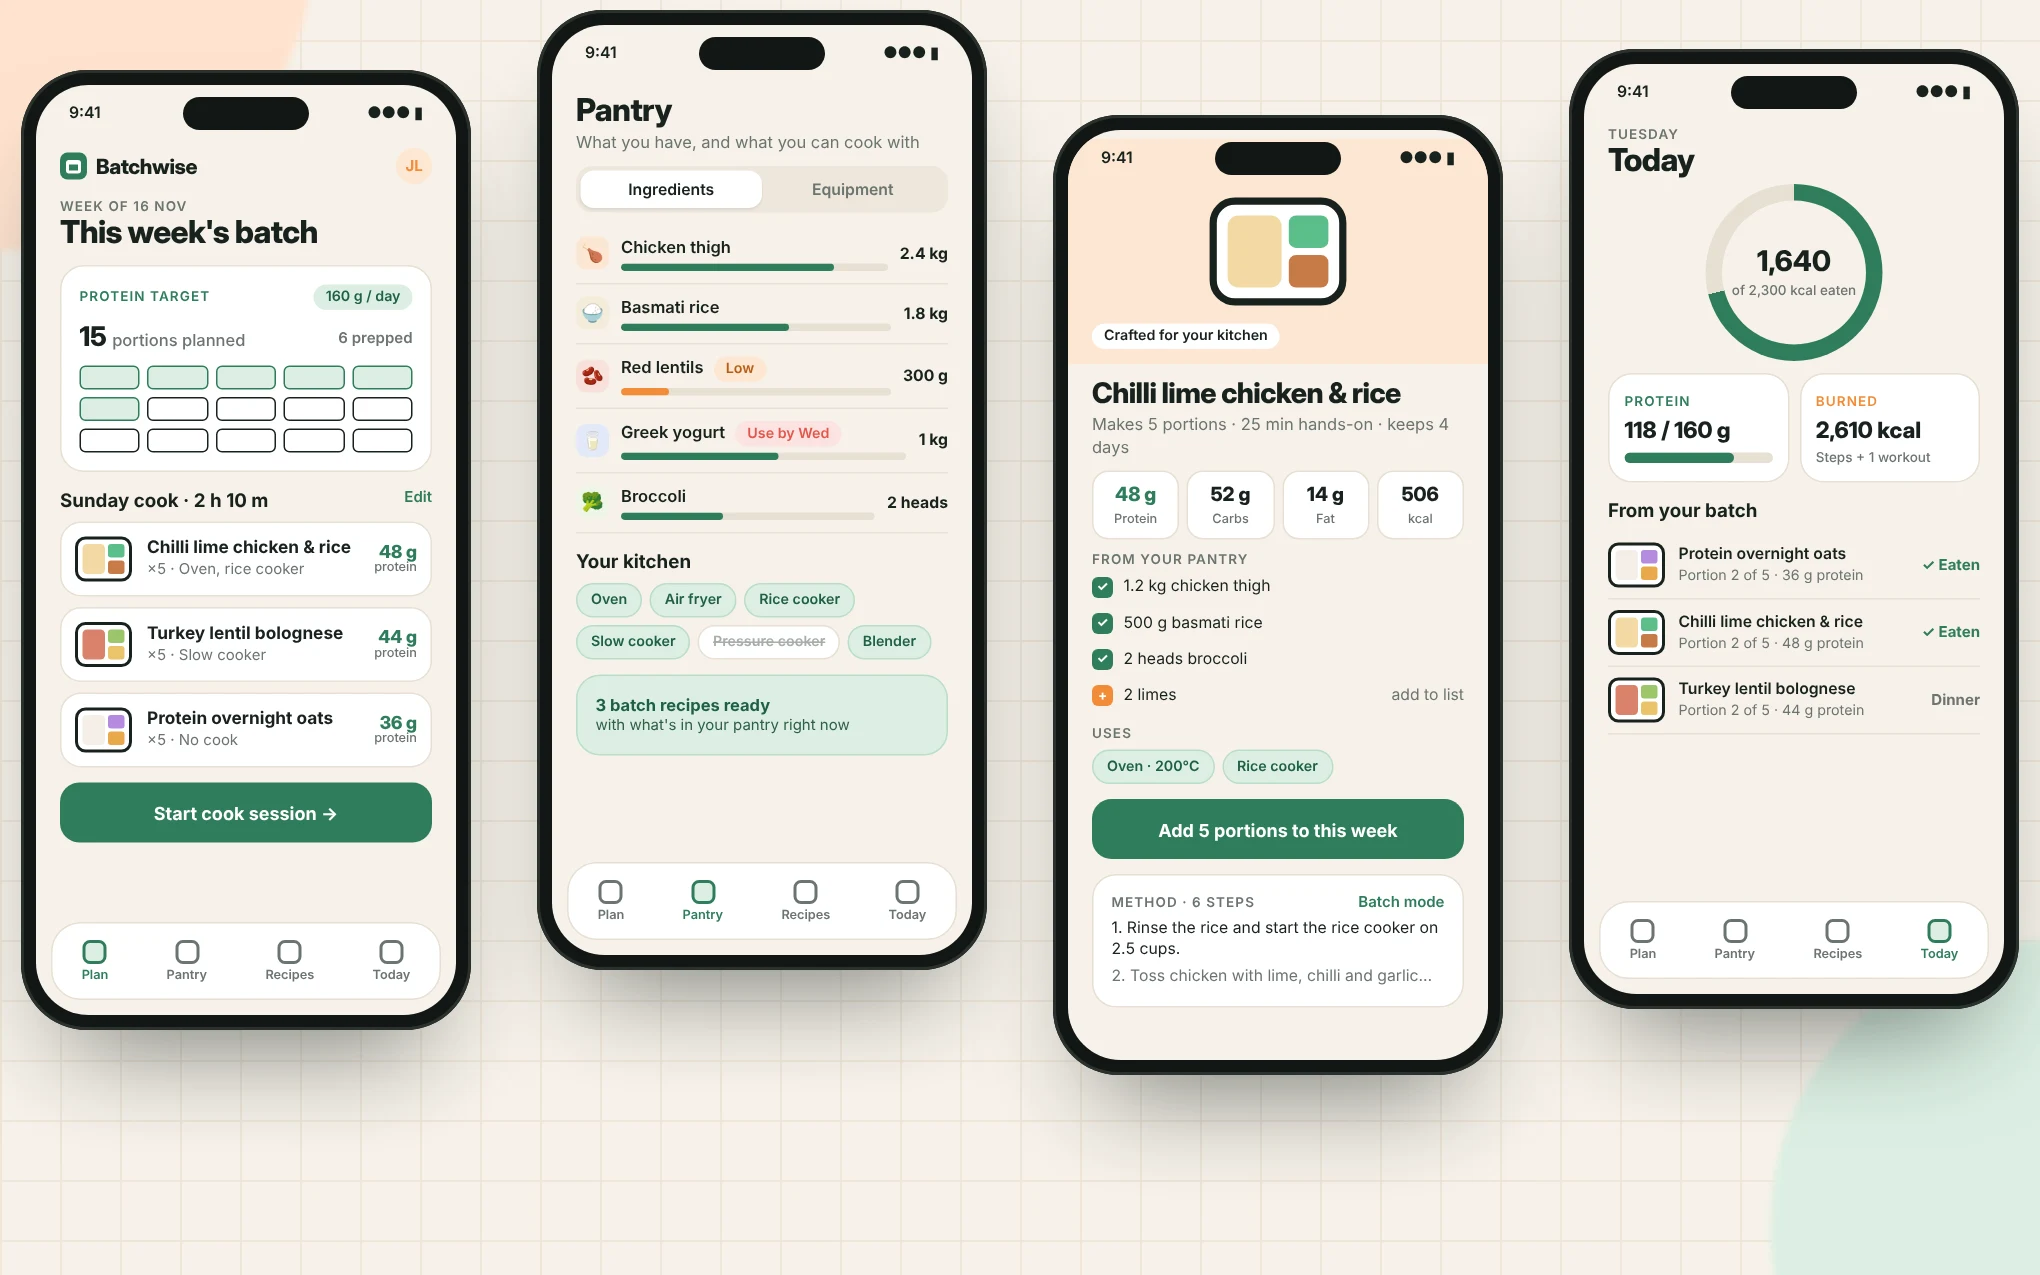 9:41
Batchwise
JL
WEEK OF 16 NOV
This week's batch
PROTEIN TARGET
160 g / day
15 portions planned
6 prepped
Sunday cook · 2 h 10 m
Edit
Chilli lime chicken & rice
×5 · Oven, rice cooker
48 g
protein
Turkey lentil bolognese
×5 · Slow cooker
44 g
protein
Protein overnight oats
×5 · No cook
36 g
protein
Start cook session →
Plan
Pantry
Recipes
Today
9:41
Pantry
What you have, and what you can cook with
Ingredients
Equipment
Chicken thigh
2.4 kg
Basmati rice
1.8 kg
Red lentils
Low
300 g
Greek yogurt
Use by Wed
1 kg
Broccoli
2 heads
Your kitchen
Oven
Air fryer
Rice cooker
Slow cooker
Pressure cooker
Blender
3 batch recipes ready
with what's in your pantry right now
Plan
Pantry
Recipes
Today
9:41
Crafted for your kitchen
Chilli lime chicken & rice
Makes 5 portions · 25 min hands-on · keeps 4
days
48 g
Protein
52 g
Carbs
14 g
Fat
506
kcal
FROM YOUR PANTRY
1.2 kg chicken thigh
500 g basmati rice
2 heads broccoli
2 limes
add to list
USES
Oven · 200°C
Rice cooker
Add 5 portions to this week
METHOD · 6 STEPS
Batch mode
1. Rinse the rice and start the rice cooker on
2.5 cups.
2. Toss chicken with lime, chilli and garlic...
9:41
TUESDAY
Today
1,640
of 2,300 kcal eaten
PROTEIN
118 / 160 g
BURNED
2,610 kcal
Steps + 1 workout
From your batch
Protein overnight oats
Portion 2 of 5 · 36 g protein
✓ Eaten
Chilli lime chicken & rice
Portion 2 of 5 · 48 g protein
✓ Eaten
Turkey lentil bolognese
Portion 2 of 5 · 44 g protein
Dinner
Plan
Pantry
Recipes
Today